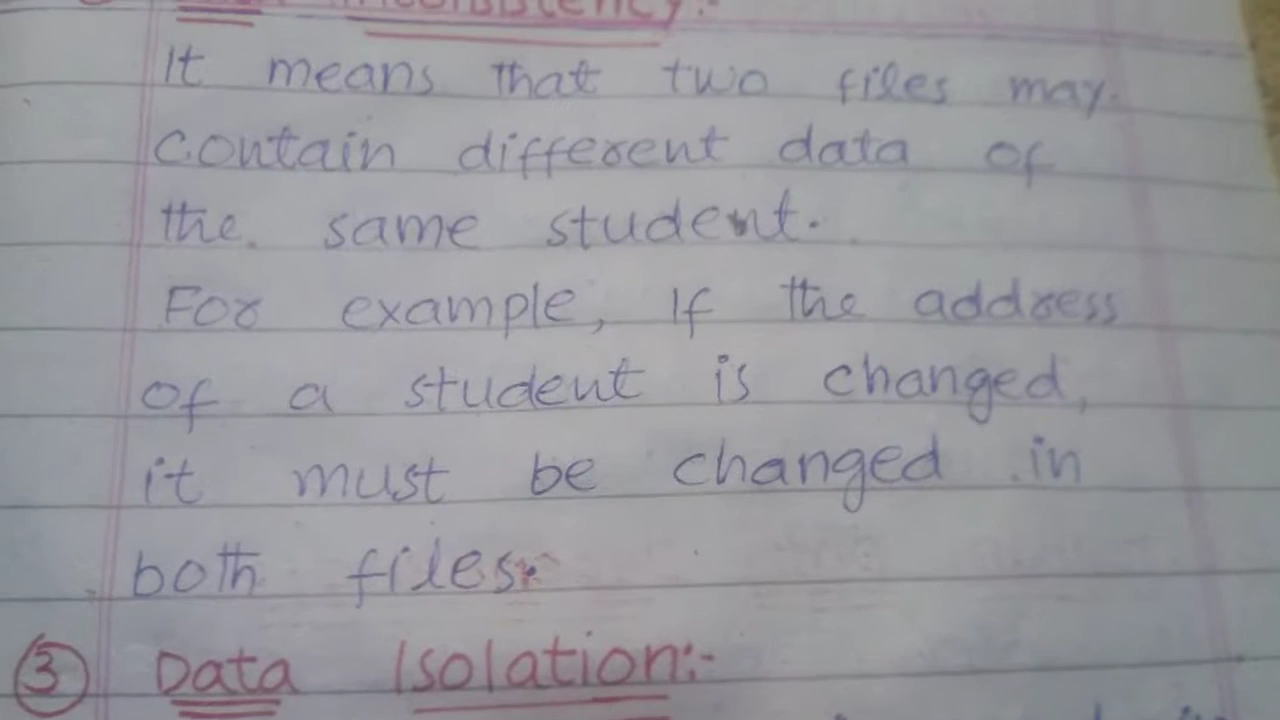 Inconsistency:-
It means that two files may
contain different data of
the same student.
For example, If the address
of a student is changed,
it must be changed in
both files.
3 Data Isolation:-